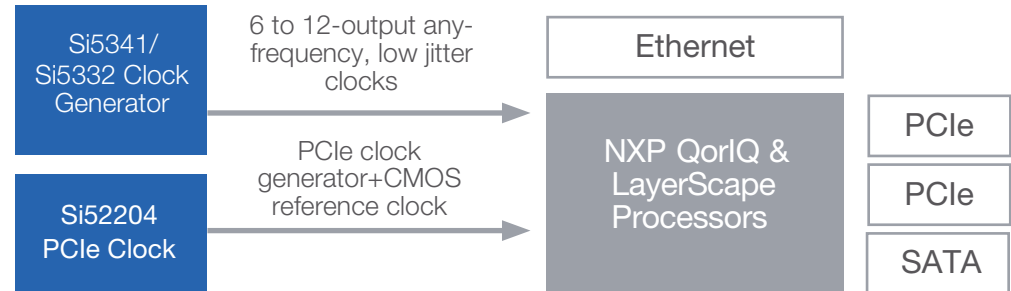 Si5341/
Si5332 Clock
Generator
6 to 12-output any-
frequency, low jitter
clocks
Ethernet
PCIe clock
generator+CMOS
reference clock
NXP QorIQ &
LayerScape
Processors
PCIe
PCIe
SATA
Si52204
PCIe Clock